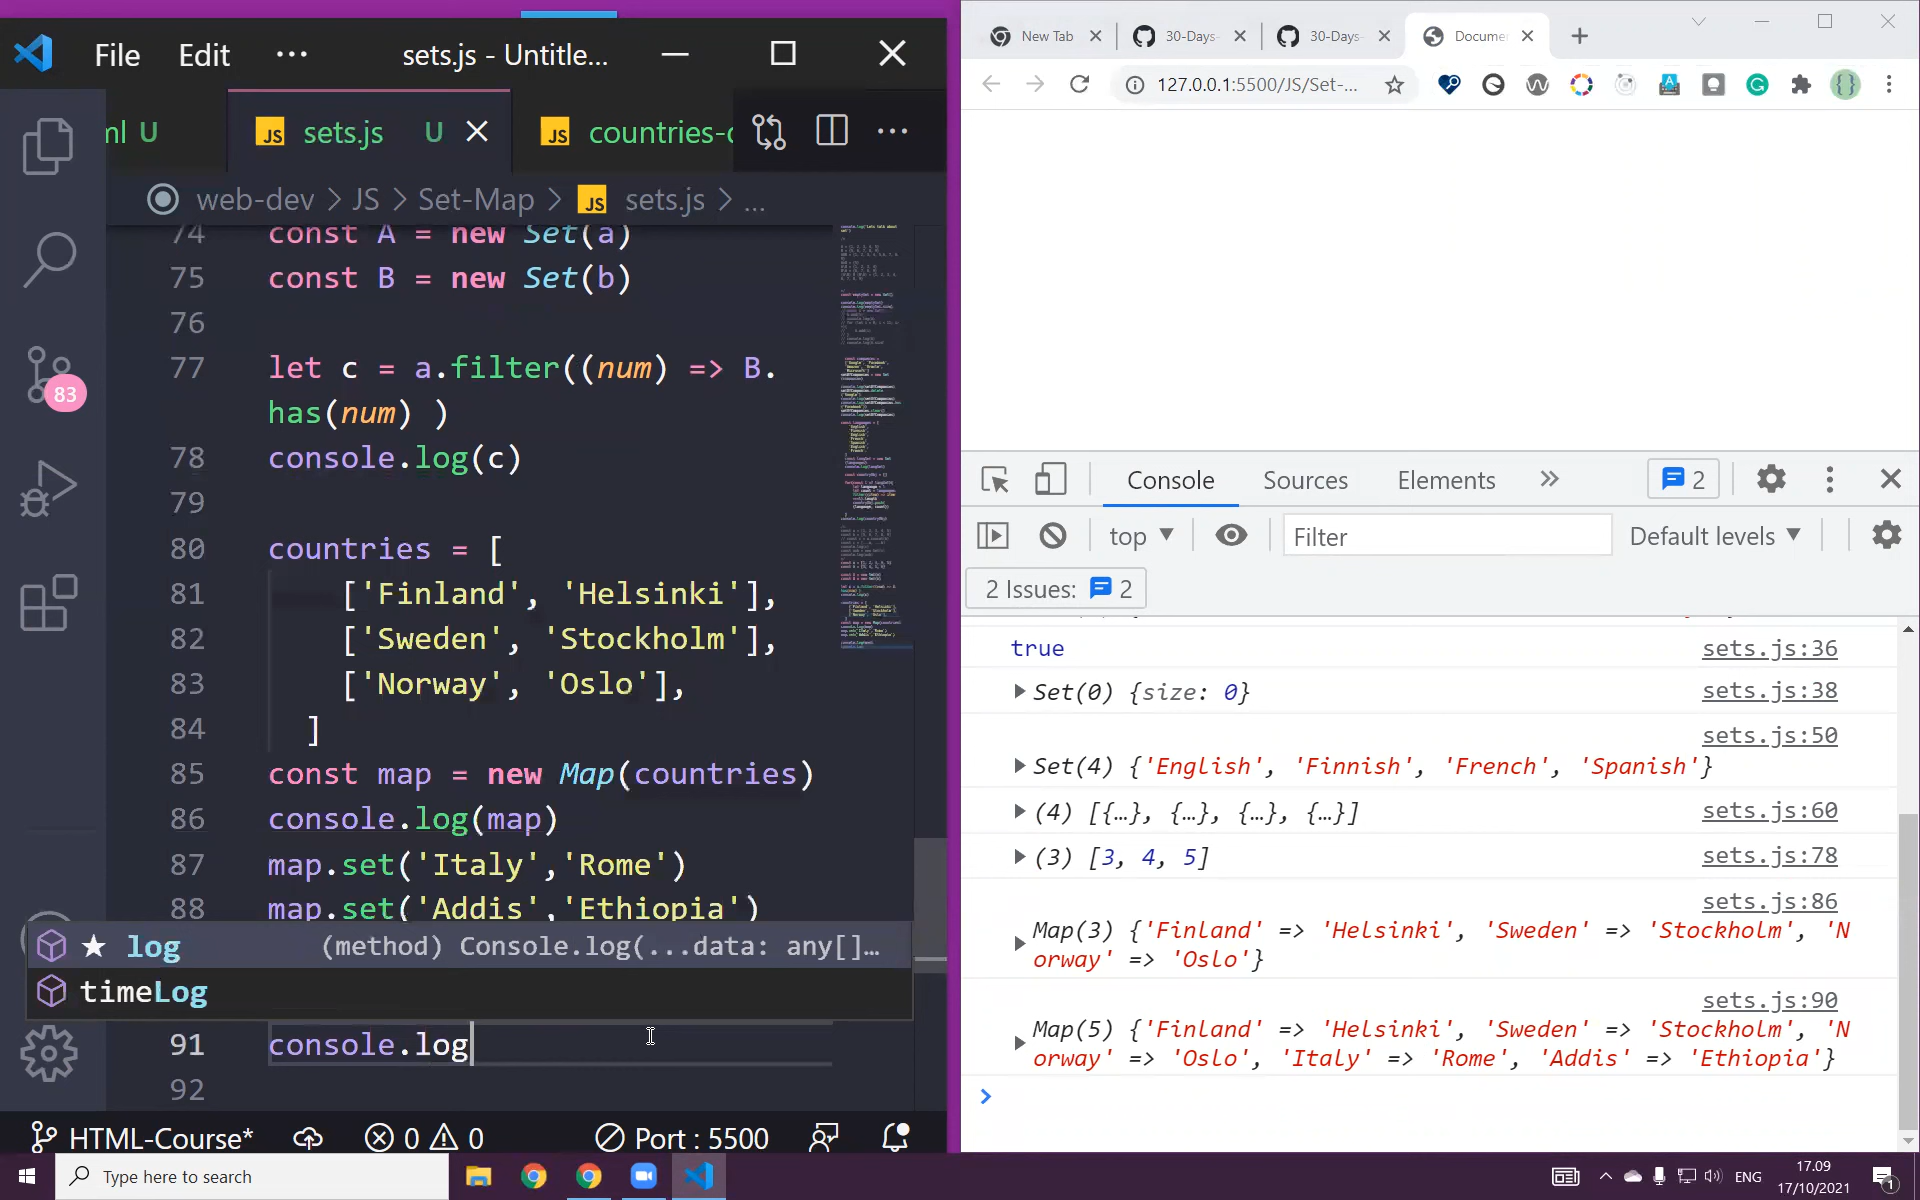 File Edit ··· sets.js - Untitle...
ml U JS sets.js U JS countries-c ···
web-dev > JS > Set-Map > JS sets.js > ...
74 const A = new Set(a)
75 const B = new Set(b)
76
77 let c = a.filter((num) => B.
has(num) )
78 console.log(c)
79
80 countries = [
81 ['Finland', 'Helsinki'],
82 ['Sweden', 'Stockholm'],
83 ['Norway', 'Oslo'],
84 ]
85 const map = new Map(countries)
86 console.log(map)
87 map.set('Italy','Rome')
88 map.set('Addis','Ethiopia')
log (method) Console.log(...data: any[]...
timeLog
91 console.log
92
83
HTML-Course* 0 0 Port : 5500
New Tab 30-Days- 30-Days- Docume
127.0.0.1:5500/JS/Set-...
Console Sources Elements 2
top Filter Default levels
2 Issues: 2
true sets.js:36
Set(0) {size: 0} sets.js:38
sets.js:50
Set(4) {'English', 'Finnish', 'French', 'Spanish'}
(4) [{…}, {…}, {…}, {…}] sets.js:60
(3) [3, 4, 5] sets.js:78
sets.js:86
Map(3) {'Finland' => 'Helsinki', 'Sweden' => 'Stockholm', 'N
orway' => 'Oslo'}
sets.js:90
Map(5) {'Finland' => 'Helsinki', 'Sweden' => 'Stockholm', 'N
orway' => 'Oslo', 'Italy' => 'Rome', 'Addis' => 'Ethiopia'}
Type here to search
ENG
17.09
17/10/2021
1